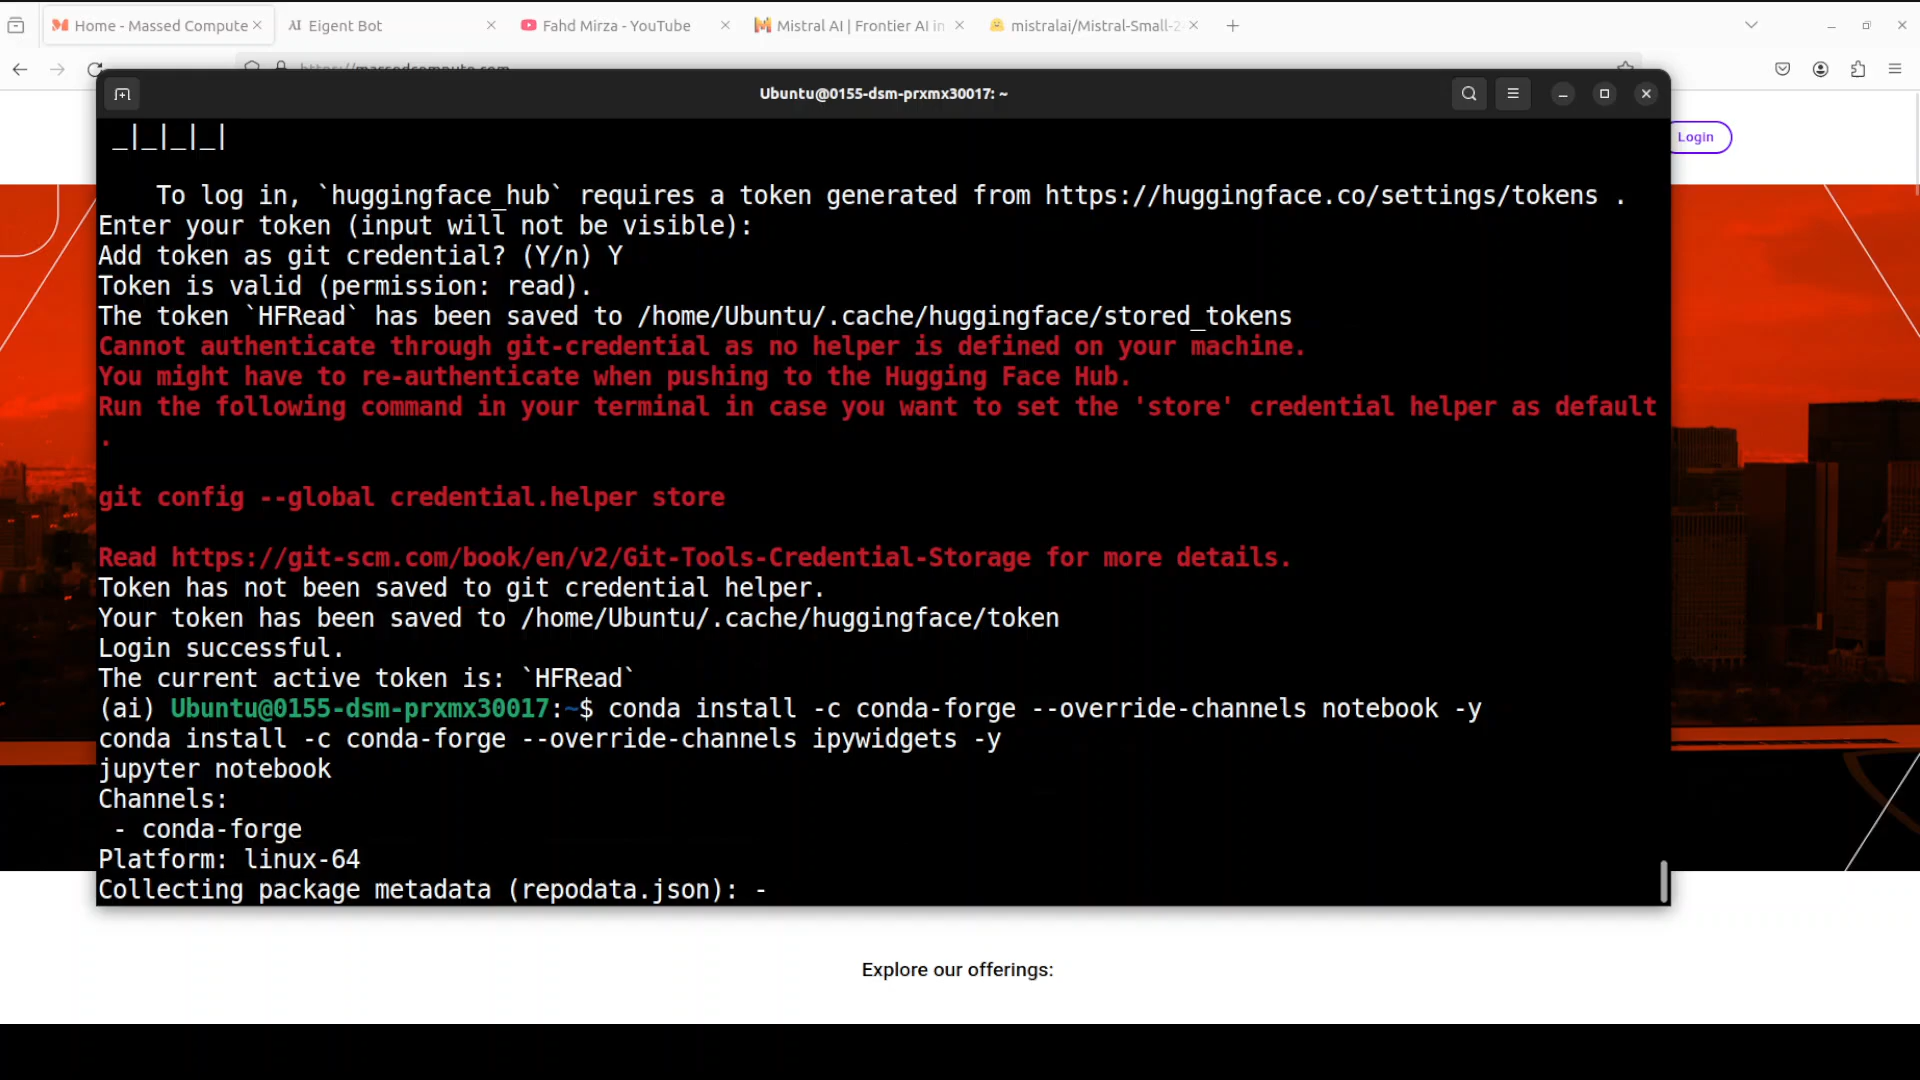 Home - Massed Compute
Eigent Bot
Fahd Mirza - YouTube
Mistral AI | Frontier AI in
mistralai/Mistral-Small-2
https://massedcompute.com
Ubuntu@0155-dsm-prxmx30017: ~
Login
_|_|_|_|
To log in, `huggingface_hub` requires a token generated from https://huggingface.co/settings/tokens .
Enter your token (input will not be visible):
Add token as git credential? (Y/n) Y
Token is valid (permission: read).
The token `HFRead` has been saved to /home/Ubuntu/.cache/huggingface/stored_tokens
Cannot authenticate through git-credential as no helper is defined on your machine.
You might have to re-authenticate when pushing to the Hugging Face Hub.
Run the following command in your terminal in case you want to set the 'store' credential helper as default
.
git config --global credential.helper store
Read https://git-scm.com/book/en/v2/Git-Tools-Credential-Storage for more details.
Token has not been saved to git credential helper.
Your token has been saved to /home/Ubuntu/.cache/huggingface/token
Login successful.
The current active token is: `HFRead`
(ai) Ubuntu@0155-dsm-prxmx30017:~$ conda install -c conda-forge --override-channels notebook -y
conda install -c conda-forge --override-channels ipywidgets -y
jupyter notebook
Channels:
- conda-forge
Platform: linux-64
Collecting package metadata (repodata.json): -
Explore our offerings: